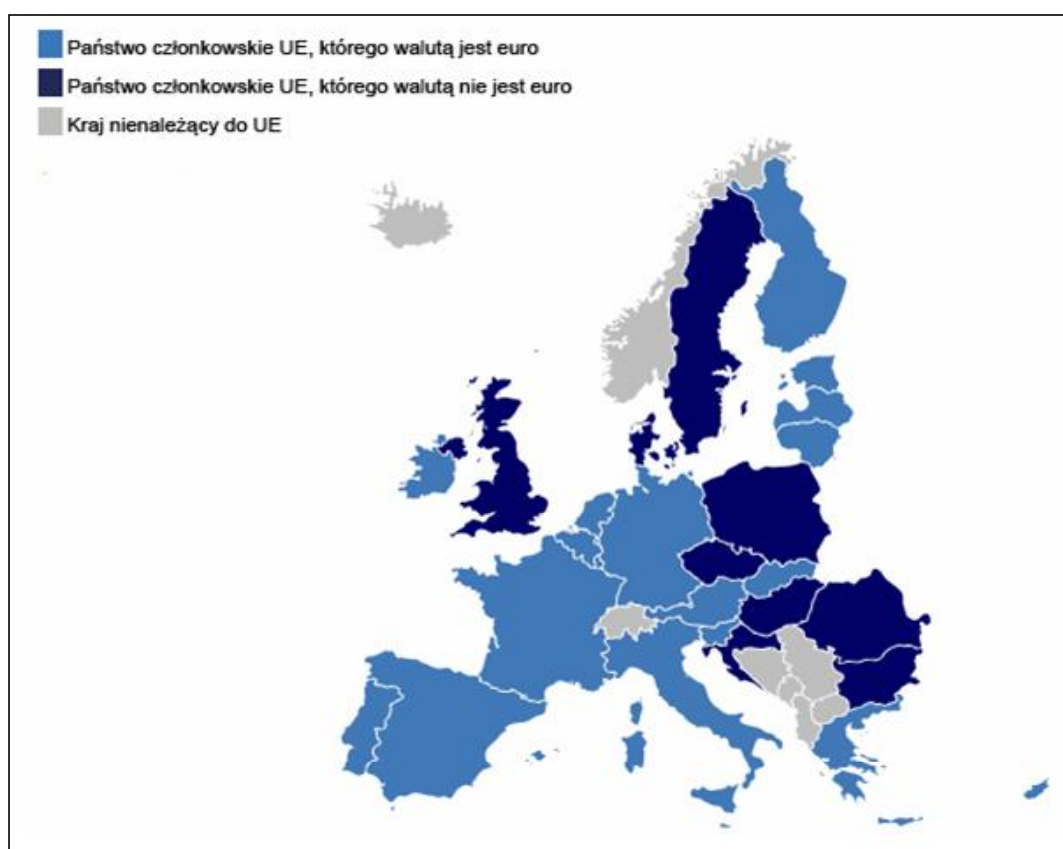 Państwo członkowskie UE, którego walutą jest euro
Państwo członkowskie UE, którego walutą nie jest euro
Kraj nienależący do UE